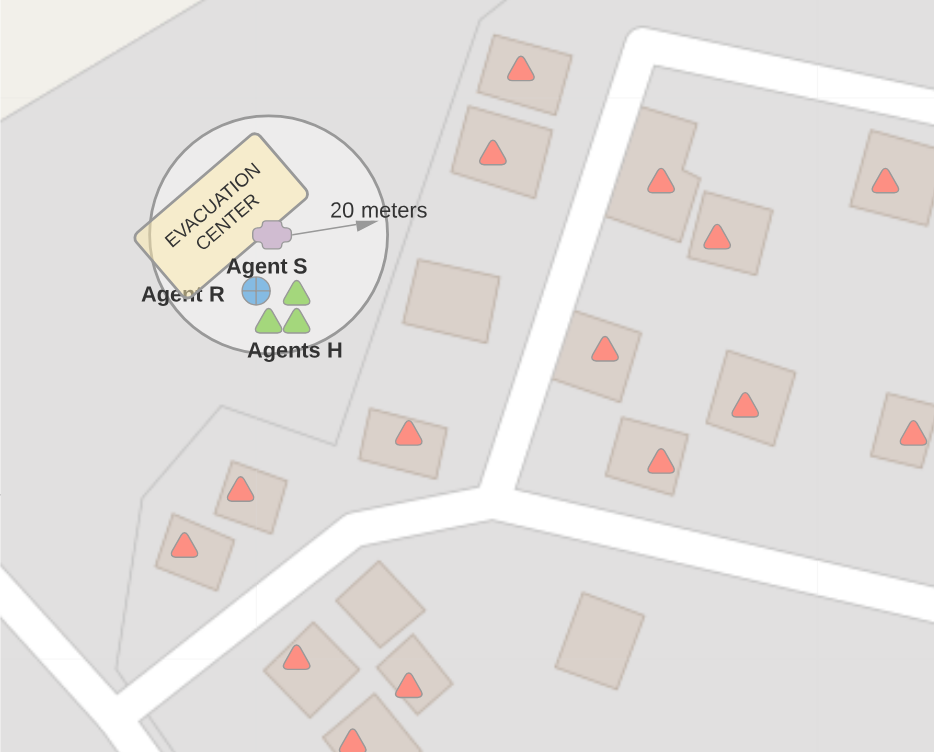 EVACUATION
CENTER
20 meters
Agent S
Agent R
Agents H